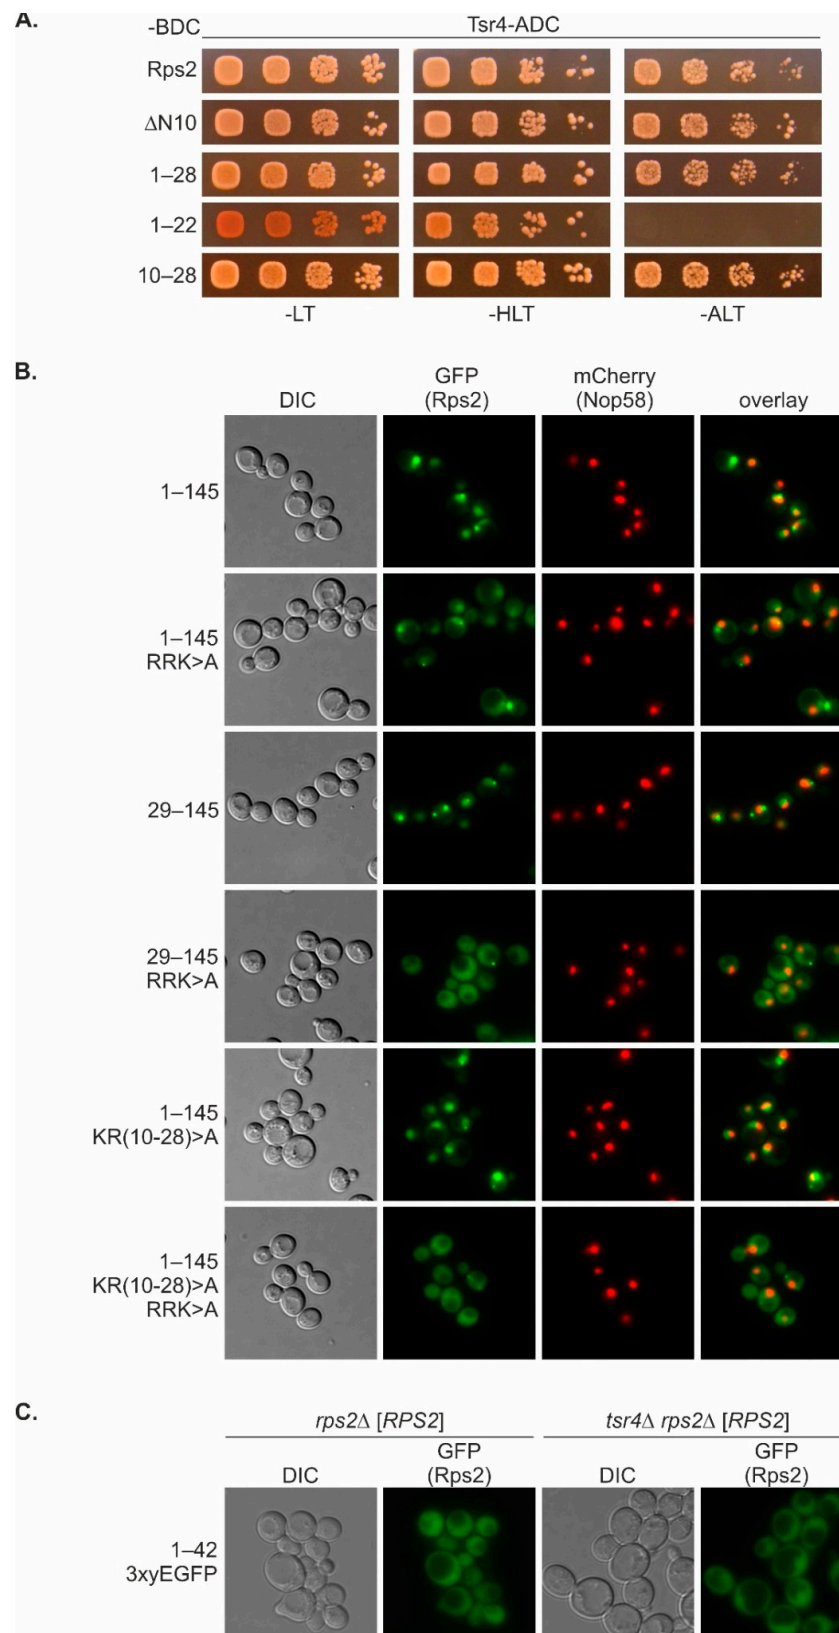 A.
-BDC Tsr4-ADC
Rps2
ΔN10
1–28
1–22
10–28
-LT -HLT -ALT
B.
DIC GFP (Rps2) mCherry (Nop58) overlay
1–145
1–145
RRK>A
29–145
29–145
RRK>A
1–145
KR(10-28)>A
1–145
KR(10-28)>A
RRK>A
C.
rps2Δ [RPS2] tsr4Δ rps2Δ [RPS2]
DIC GFP (Rps2) DIC GFP (Rps2)
1–42
3xyEGFP